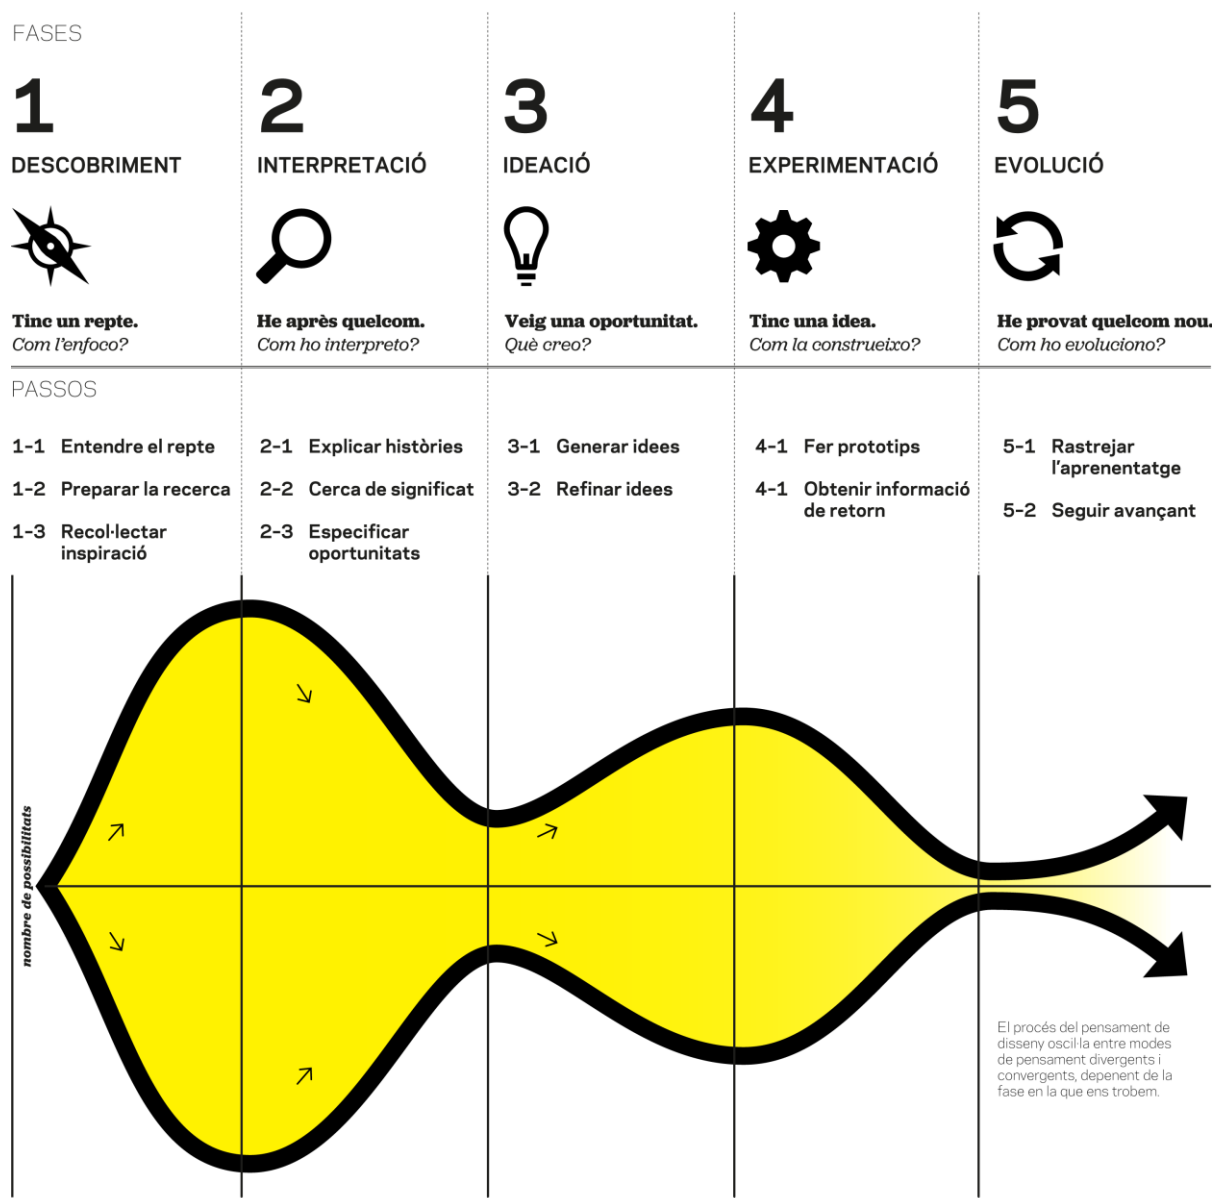 FASES
1
DESCOBRIMENT
Tinc un repte.
Com l'enfoco?
2
INTERPRETACIÓ
He après quelcom.
Com ho interpreto?
3
IDEACIÓ
Veig una oportunitat.
Què creo?
4
EXPERIMENTACIÓ
Tinc una idea.
Com la construeixo?
5
EVOLUCIÓ
He provat quelcom nou.
Com ho evoluciono?
PASSOS
1-1 Entendre el repte
1-2 Preparar la recerca
1-3 Recol·lectar
inspiració
2-1 Explicar històries
2-2 Cerca de significat
2-3 Especificar
oportunitats
3-1 Generar idees
3-2 Refinar idees
4-1 Fer prototips
4-1 Obtenir informació
de retorn
5-1 Rastrejar
l'aprenentatge
5-2 Seguir avançant
nombre de possibilitats
El procés del pensament de
disseny oscil·la entre modes
de pensament divergents i
convergents, depenent de la
fase en la que ens trobem.